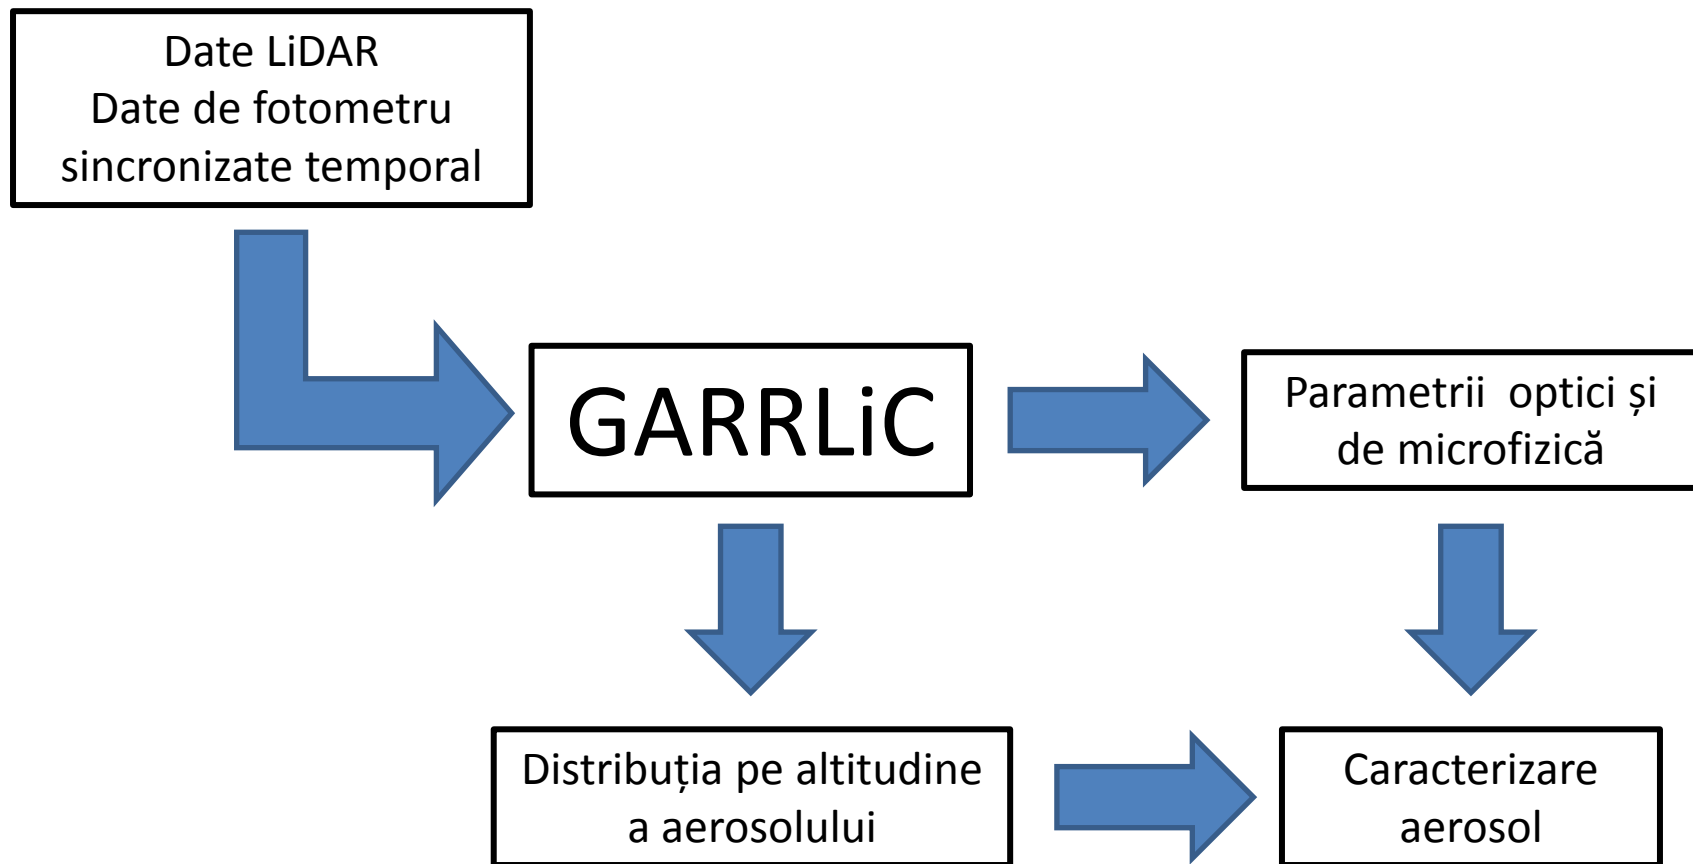 Date LiDAR
Date de fotometru
sincronizate temporal
GARRLiC
Parametrii optici și
de microfizică
Distribuția pe altitudine
a aerosolului
Caracterizare
aerosol